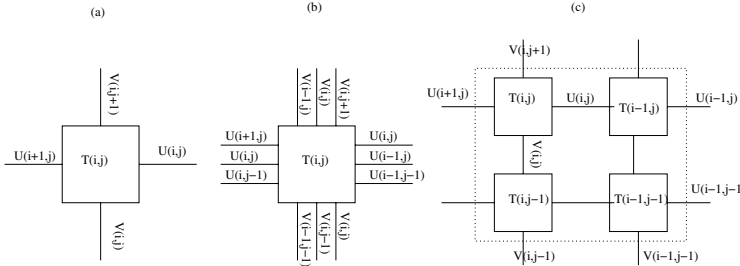 (a)
V(i,j+1)
U(i+1,j)
T(i,j)
U(i,j)
V(i,j)
(b)
V(i−1,j)
V(i,j)
V(i,j+1)
U(i+1,j)
U(i,j)
U(i,j−1)
T(i,j)
U(i,j)
U(i−1,j)
U(i−1,j−1)
V(i−1,j−1)
V(i,j−1)
V(i,j)
(c)
V(i,j+1)
U(i+1,j)
T(i,j)
U(i,j)
T(i−1,j)
U(i−1,j)
V(i,j)
T(i,j−1)
T(i−1,j−1)
U(i−1,j−1
V(i,j−1)
V(i−1,j−1)